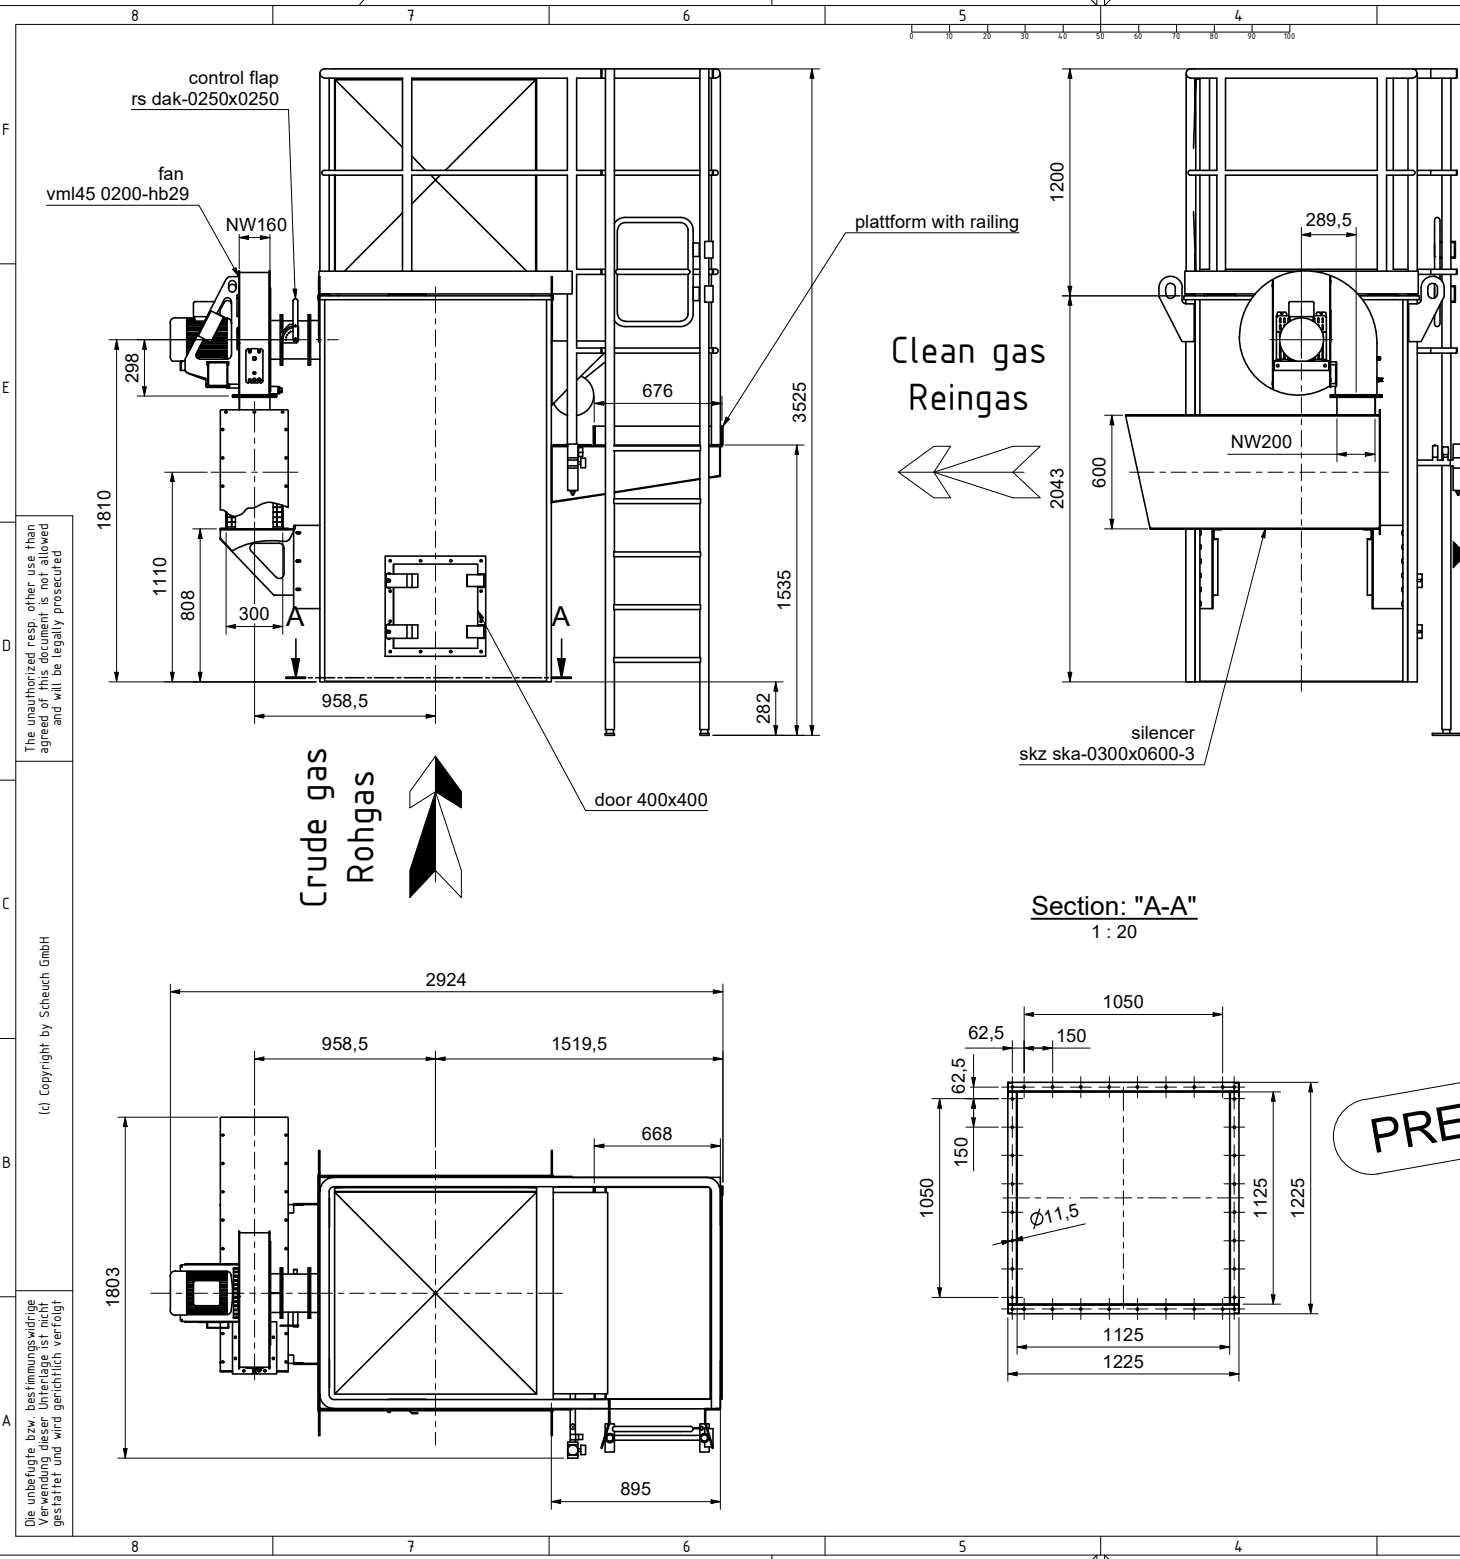 8
7
6
5
4
0 10 20 30 40 50 60 70 80 90 100
F
E
D
C
B
A
control flap
rs dak-0250x0250
fan
vml45 0200-hb29
NW160
298
1810
1110
808
300
A
A
958,5
676
3525
1535
282
plattform with railing
door 400x400
Crude gas
Rohgas
Clean gas
Reingas
1200
289,5
2043
600
NW200
silencer
skz ska-0300x0600-3
Section: "A-A"
1 : 20
2924
958,5
1519,5
668
1803
895
1050
62,5
150
62,5
150
1050
Ø11,5
1125
1225
1125
1225
PRE
The unauthorized resp. other use than
agreed of this document is not allowed
and will be legally prosecuted
(c) Copyright by Scheuch GmbH
Die unbefugte bzw. bestimmungswidrige
Verwendung dieser Unterlage ist nicht
gestattet und wird gerichtlich verfolgt
8
7
6
5
4